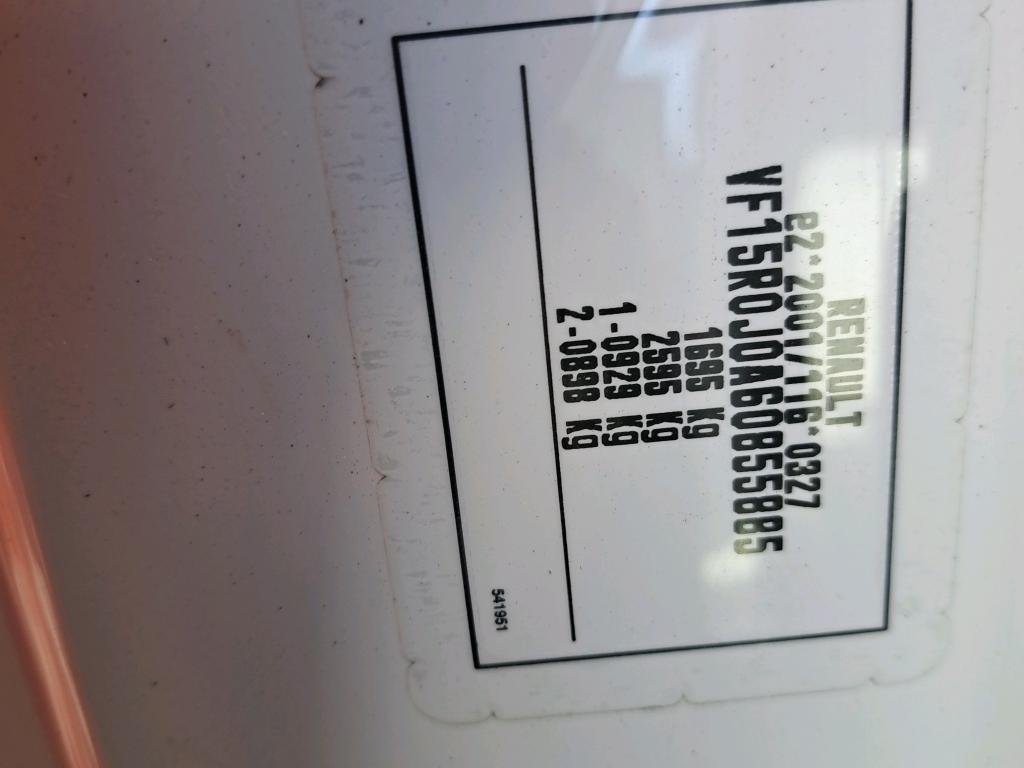 RENAULT
e2*2001/116*0327
VF15R0J0A60855885
1695 kg
2595 kg
1-0929 kg
2-0898 kg
541951